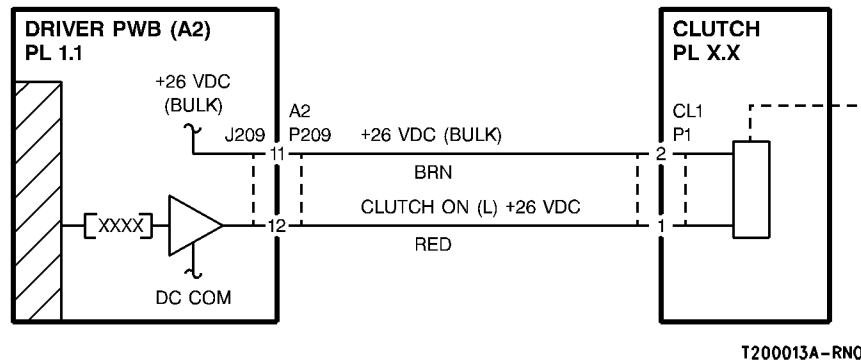 DRIVER PWB (A2)
PL 1.1
+26 VDC
(BULK)
J209
A2
P209
+26 VDC (BULK)
11
BRN
[XXXX]
CLUTCH ON (L) +26 VDC
12
RED
DC COM
CLUTCH
PL X.X
CL1
P1
2
1
T200013A-RNO